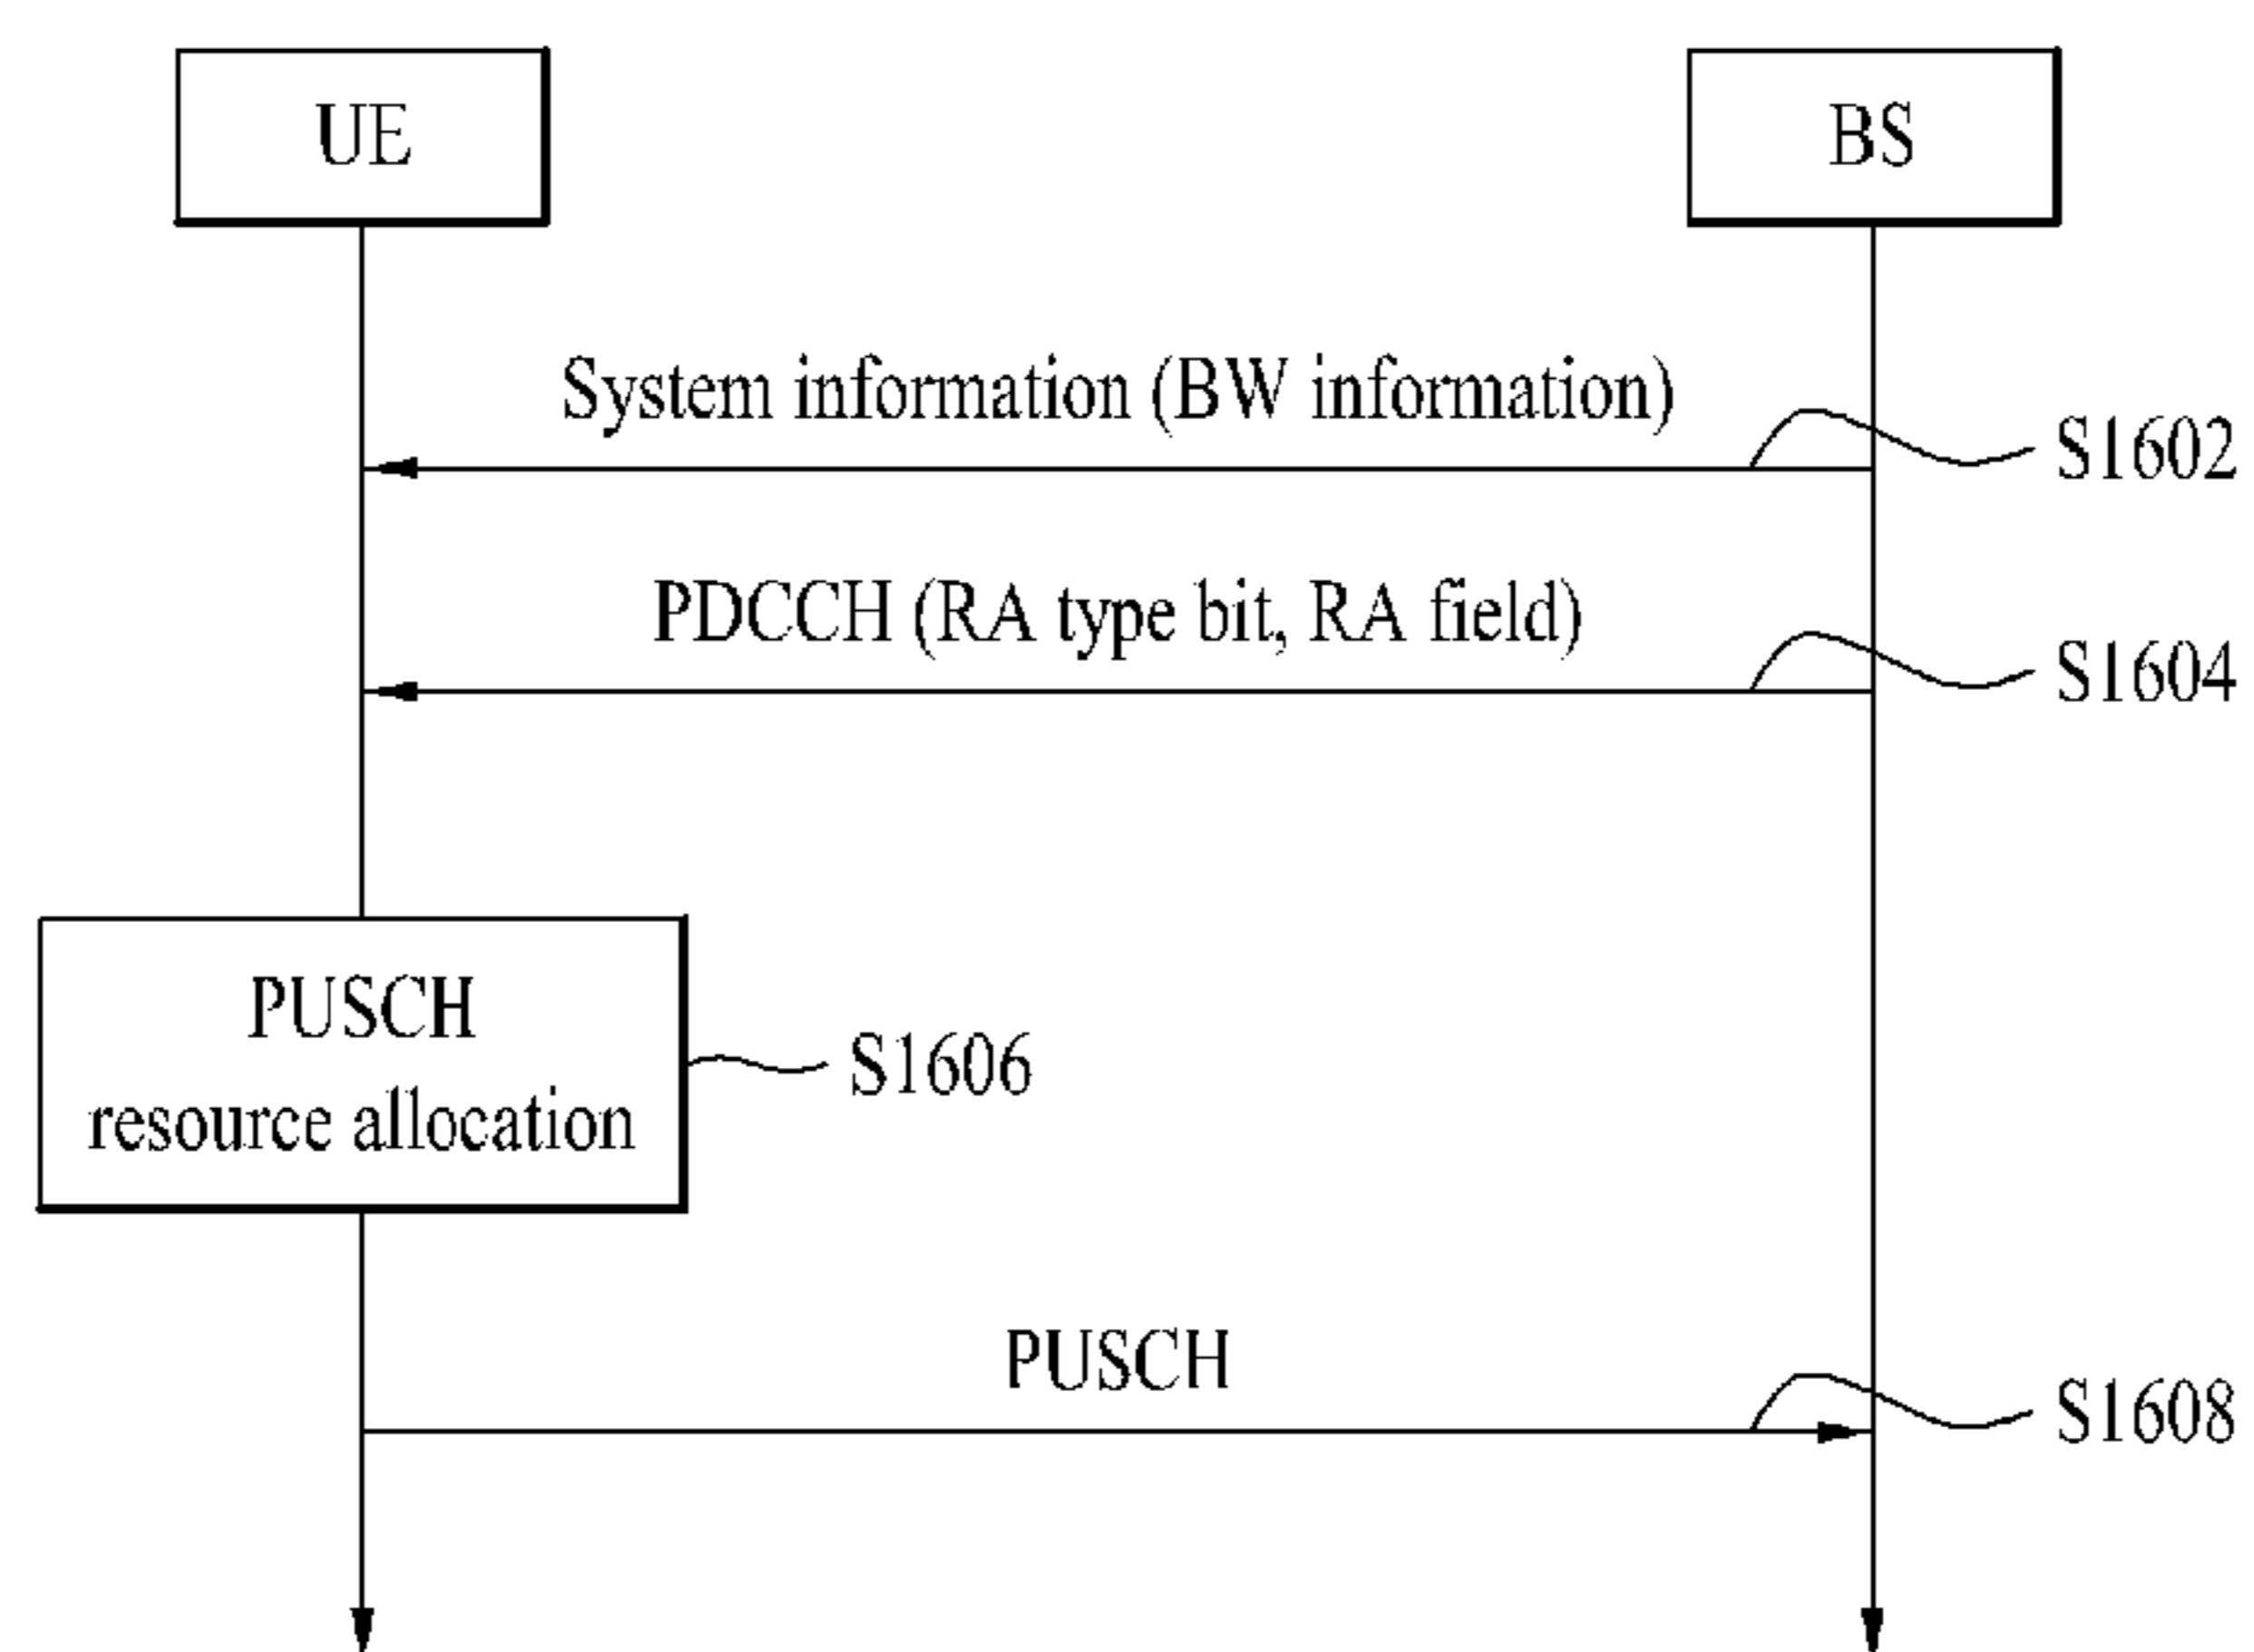 UE
BS
System information (BW information)
S1602
PDCCH (RA type bit, RA field)
S1604
PUSCH
resource allocation
S1606
PUSCH
S1608